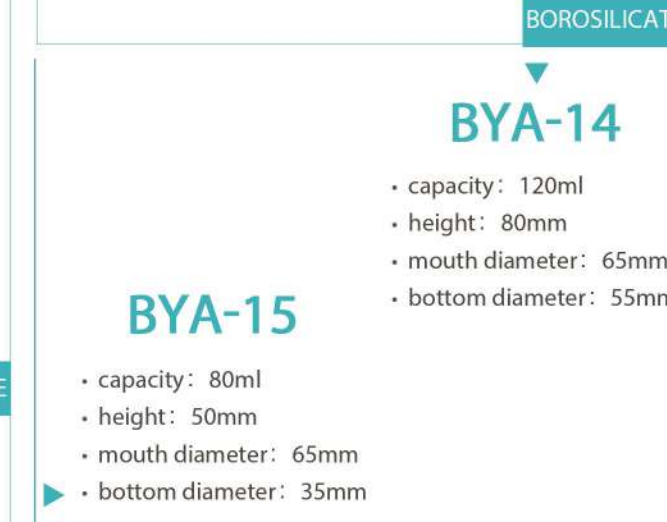 BOROSILICAT
BYA-14
• capacity： 120ml
• height： 80mm
• mouth diameter： 65mm
• bottom diameter： 55mm
BYA-15
• capacity： 80ml
• height： 50mm
• mouth diameter： 65mm
• bottom diameter： 35mm
E